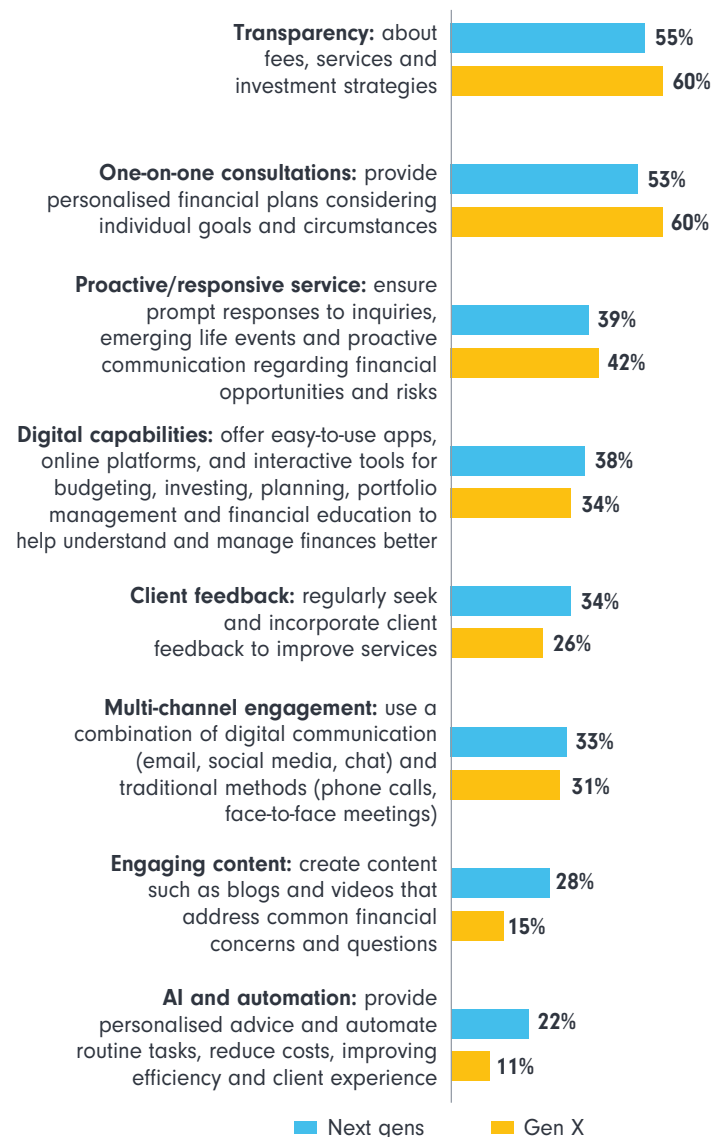 Transparency: about
fees, services and
investment strategies
55%
60%
One-on-one consultations: provide
personalised financial plans considering
individual goals and circumstances
53%
60%
Proactive/responsive service: ensure
prompt responses to inquiries,
emerging life events and proactive
communication regarding financial
opportunities and risks
39%
42%
Digital capabilities: offer easy-to-use apps,
online platforms, and interactive tools for
budgeting, investing, planning, portfolio
management and financial education to
help understand and manage finances better
38%
34%
Client feedback: regularly seek
and incorporate client
feedback to improve services
34%
26%
Multi-channel engagement: use a
combination of digital communication
(email, social media, chat) and
traditional methods (phone calls,
face-to-face meetings)
33%
31%
Engaging content: create content
such as blogs and videos that
address common financial
concerns and questions
28%
15%
AI and automation: provide
personalised advice and automate
routine tasks, reduce costs, improving
efficiency and client experience
22%
11%
Next gens
Gen X